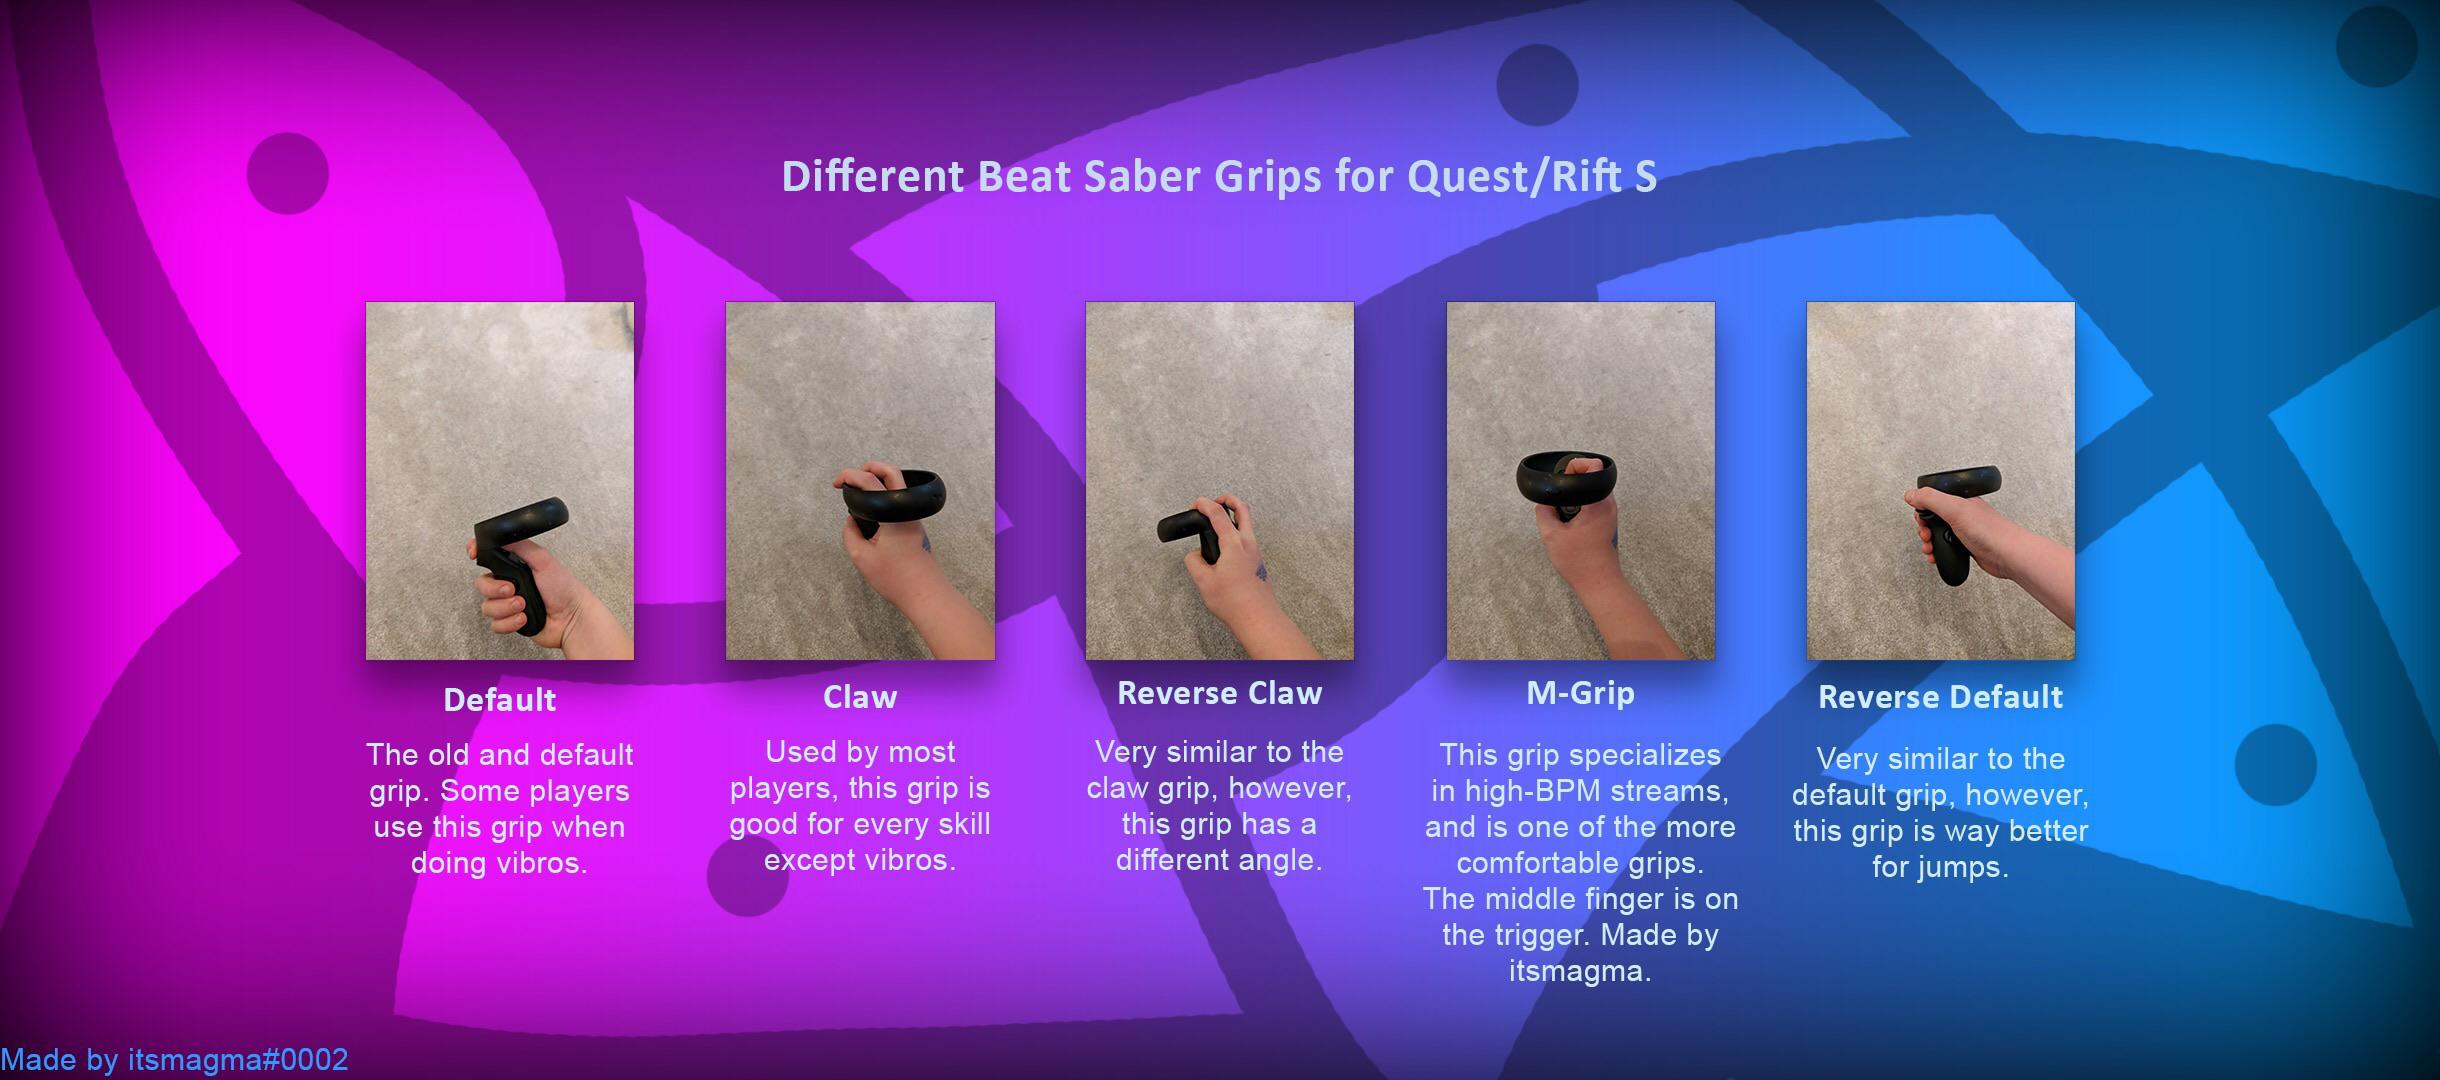 Different Beat Saber Grips for Quest/Rift S
Default
The old and default
grip. Some players
use this grip when
doing vibros.
Claw
Used by most
players, this grip is
good for every skill
except vibros.
Reverse Claw
Very similar to the
claw grip, however,
this grip has a
different angle.
M-Grip
This grip specializes
in high-BPM streams,
and is one of the more
comfortable grips.
The middle finger is on
the trigger. Made by
itsmagma.
Reverse Default
Very similar to the
default grip, however,
this grip is way better
for jumps.
Made by itsmagma#0002